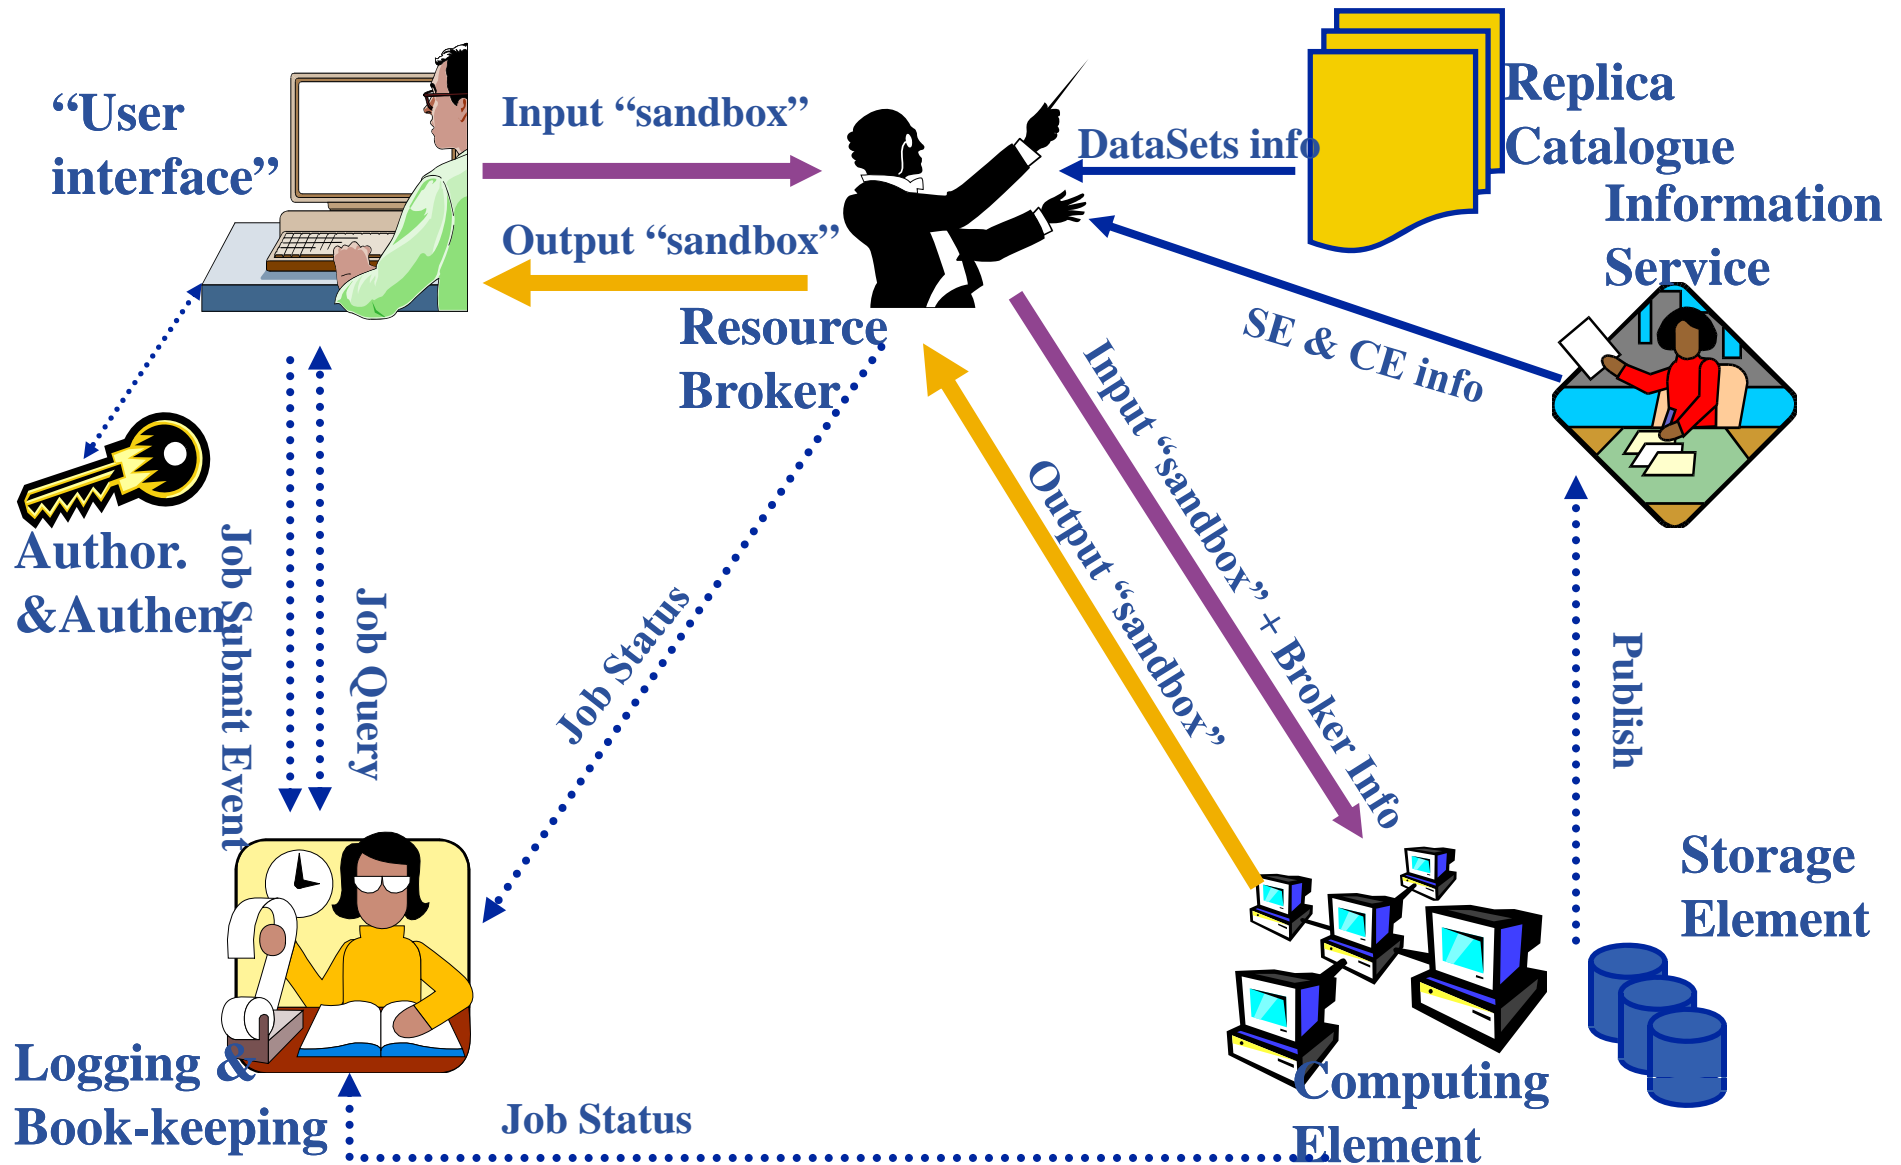 “User
interface”
Input “sandbox”
Output “sandbox”
DataSets info
Replica
Catalogue
Information
Service
Resource
Broker
SE & CE info
Author.
&Authen.
Job Submit Event
Job Query
Job Status
Input “sandbox” + Broker Info
Output “sandbox”
Publish
Storage
Element
Logging &
Book-keeping
Job Status
Computing
Element